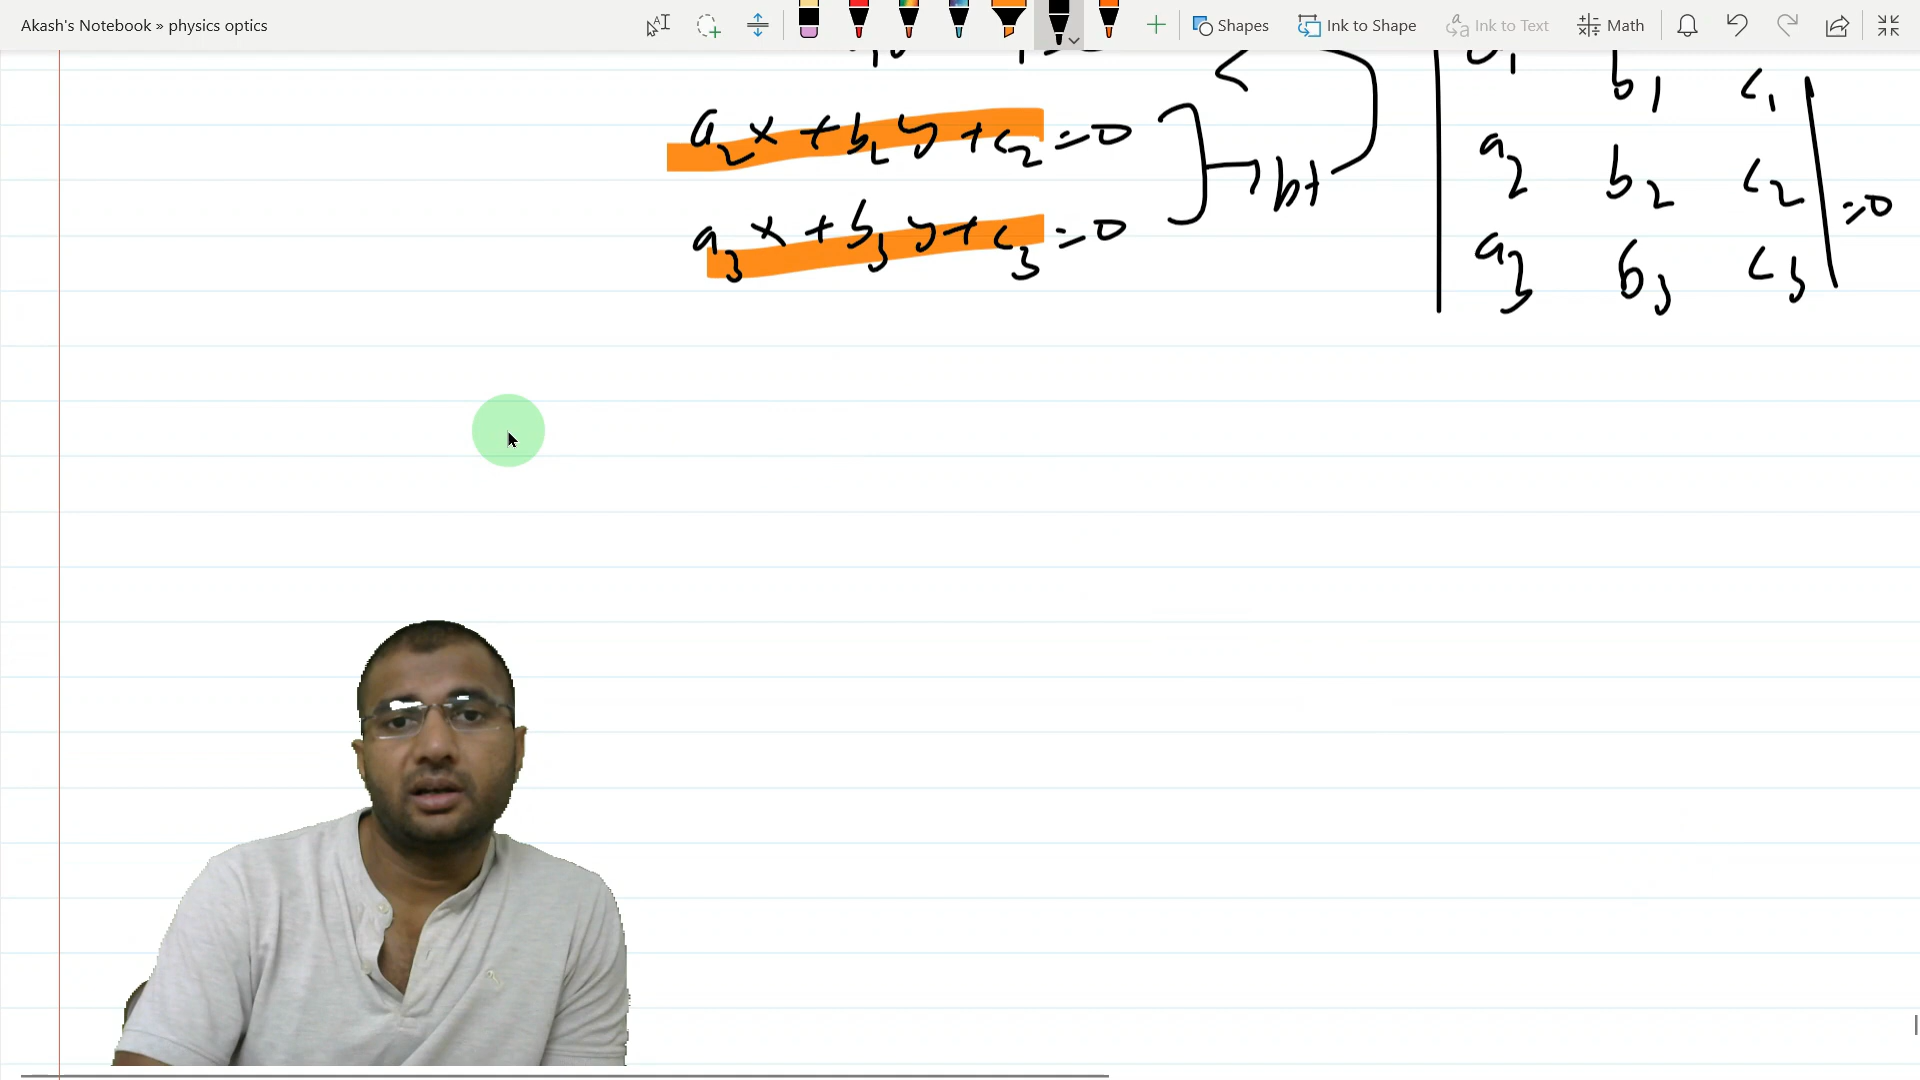 Akash's Notebook » physics optics
Shapes Ink to Shape Ink to Text Math
a₂x + b₂y + c₂ = 0
a₃x + b₃y + c₃ = 0
b₁ c₁
a₂ b₂ c₂ = 0
a₃ b₃ c₃